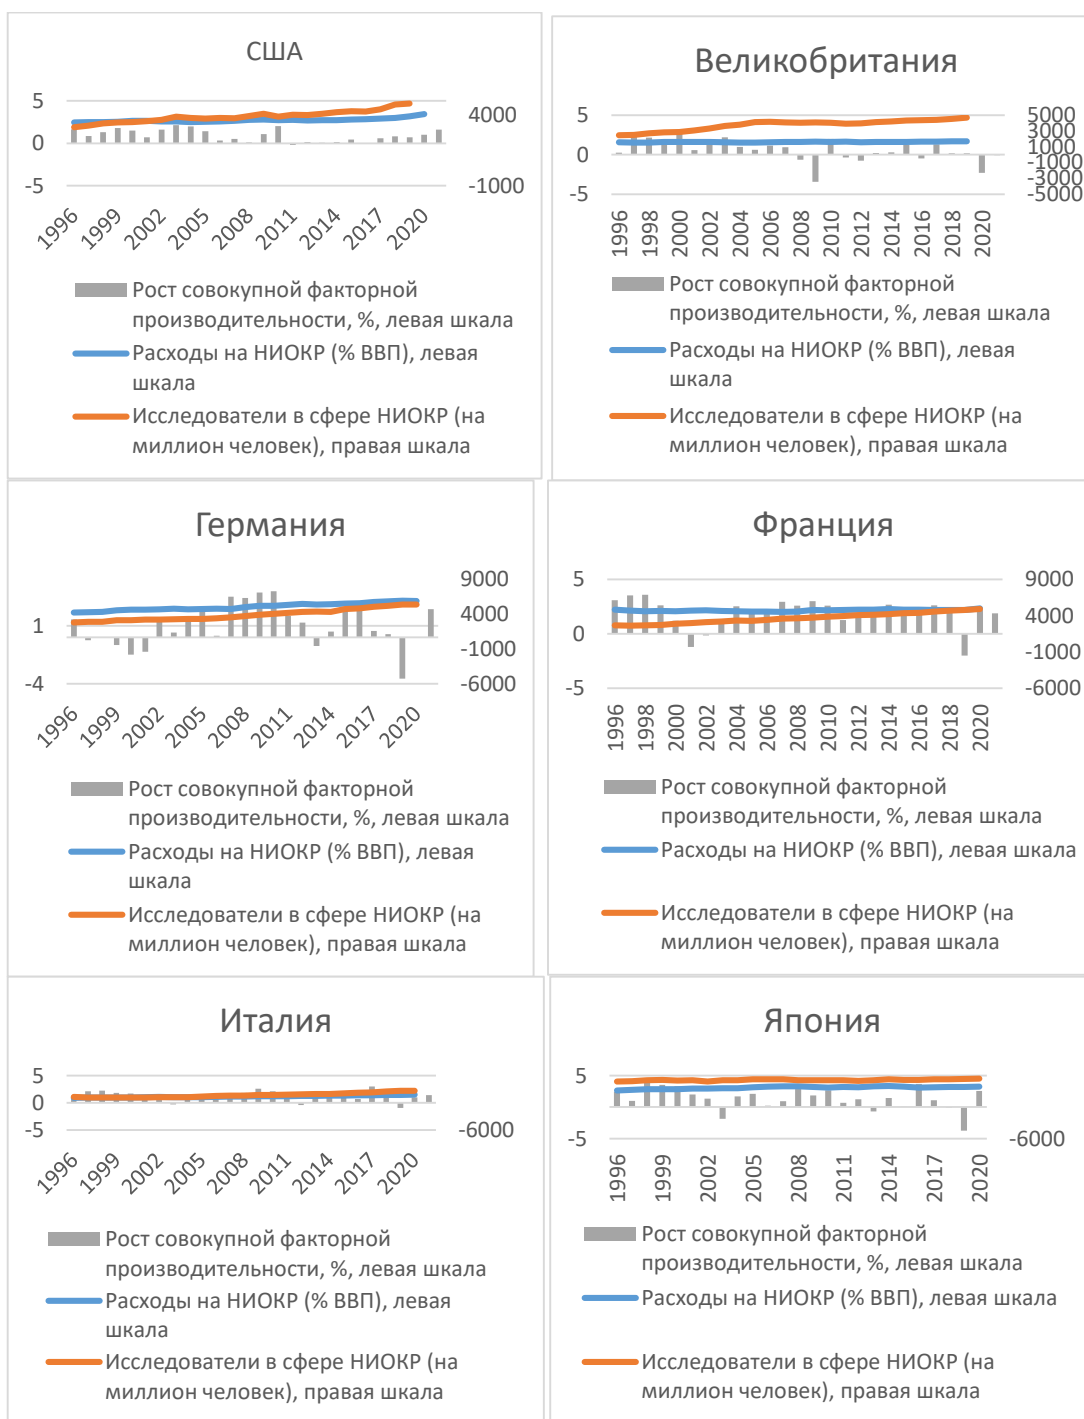 США
5
0
-5
4000
-1000
1996
1999
2002
2005
2008
2011
2014
2017
2020
Рост совокупной факторной
производительности, %, левая шкала
Расходы на НИОКР (% ВВП), левая
шкала
Исследователи в сфере НИОКР (на
миллион человек), правая шкала
Великобритания
5
0
-5
5000
3000
1000
-1000
-3000
-5000
1996
1998
2000
2002
2004
2006
2008
2010
2012
2014
2016
2018
2020
Рост совокупной факторной
производительности, %, левая шкала
Расходы на НИОКР (% ВВП), левая
шкала
Исследователи в сфере НИОКР (на
миллион человек), правая шкала
Германия
1
-4
9000
4000
-1000
-6000
1996
1999
2002
2005
2008
2011
2014
2017
2020
Рост совокупной факторной
производительности, %, левая шкала
Расходы на НИОКР (% ВВП), левая
шкала
Исследователи в сфере НИОКР (на
миллион человек), правая шкала
Франция
5
0
-5
9000
4000
-1000
-6000
1996
1998
2000
2002
2004
2006
2008
2010
2012
2014
2016
2018
2020
Рост совокупной факторной
производительности, %, левая шкала
Расходы на НИОКР (% ВВП), левая шкала
Исследователи в сфере НИОКР (на
миллион человек), правая шкала
Италия
5
0
-5
-6000
1996
1999
2002
2005
2008
2011
2014
2017
2020
Рост совокупной факторной
производительности, %, левая шкала
Расходы на НИОКР (% ВВП), левая
шкала
Исследователи в сфере НИОКР (на
миллион человек), правая шкала
Япония
5
-5
-6000
1996
1999
2002
2005
2008
2011
2014
2017
2020
Рост совокупной факторной
производительности, %, левая шкала
Расходы на НИОКР (% ВВП), левая шкала
Исследователи в сфере НИОКР (на
миллион человек), правая шкала